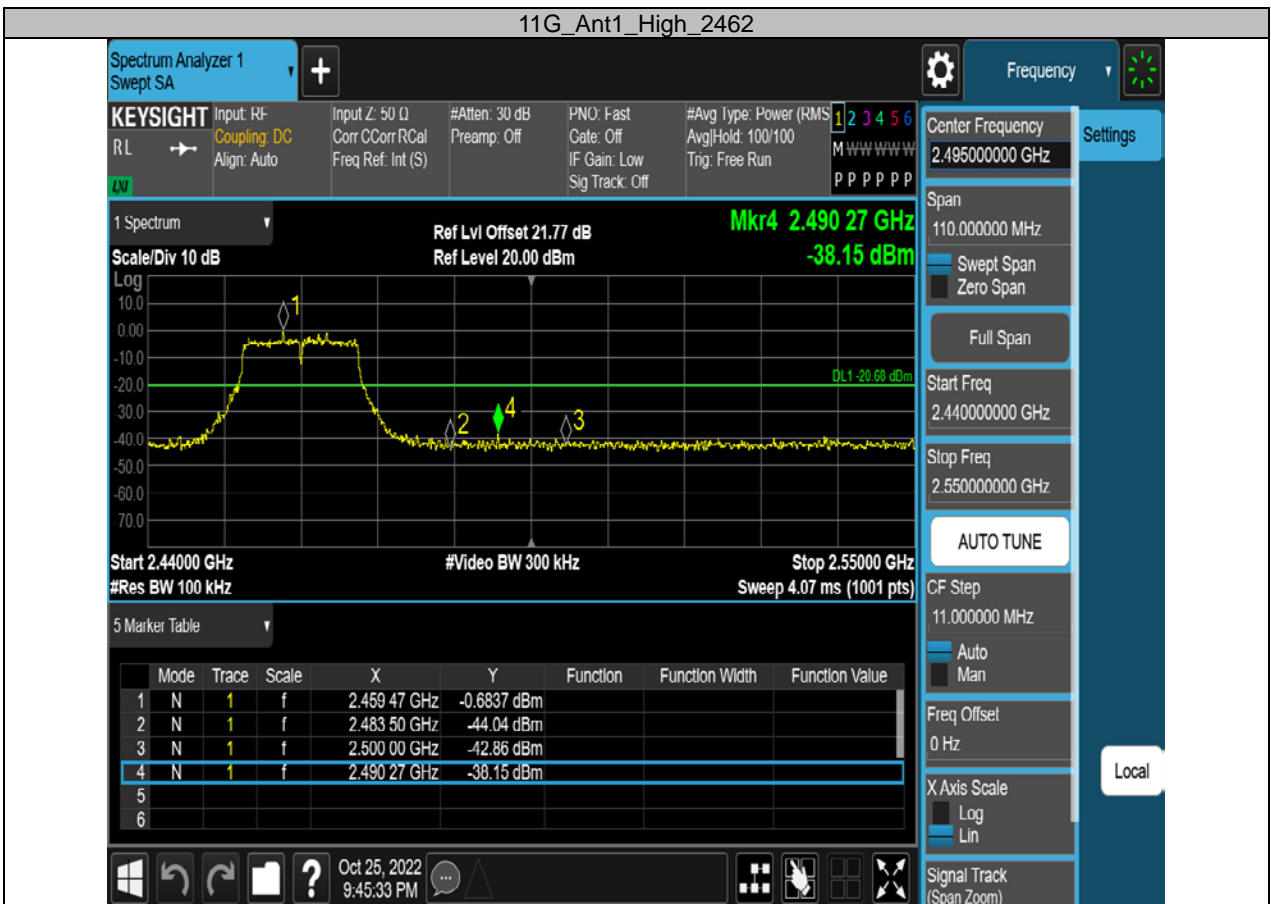 11G_Ant1_High_2462
Spectrum Analyzer 1
Swept SA
+
Frequency
KEYSIGHT
RL
LXI
Input: RF
Coupling: DC
Align: Auto
Input Z: 50 Ω
Corr CCorr RCal
Freq Ref: Int (S)
#Atten: 30 dB
Preamp: Off
PNO: Fast
Gate: Off
IF Gain: Low
Sig Track: Off
#Avg Type: Power (RMS
Avg|Hold: 100/100
Trig: Free Run
1 2 3 4 5 6
M W W W W W
P P P P P P
1 Spectrum
Scale/Div 10 dB
Ref Lvl Offset 21.77 dB
Ref Level 20.00 dBm
Mkr4 2.490 27 GHz
-38.15 dBm
Log
10.0
0.00
-10.0
-20.0
-30.0
-40.0
-50.0
-60.0
-70.0
1
2
4
3
DL1 -20.68 dBm
Start 2.44000 GHz
#Video BW 300 kHz
Stop 2.55000 GHz
#Res BW 100 kHz
Sweep 4.07 ms (1001 pts)
5 Marker Table
Mode Trace Scale X Y Function Function Width Function Value
1 N 1 f 2.459 47 GHz -0.6837 dBm
2 N 1 f 2.483 50 GHz -44.04 dBm
3 N 1 f 2.500 00 GHz -42.86 dBm
4 N 1 f 2.490 27 GHz -38.15 dBm
5
6
?
Oct 25, 2022
9:45:33 PM
Center Frequency
2.495000000 GHz
Settings
Span
110.000000 MHz
Swept Span
Zero Span
Full Span
Start Freq
2.440000000 GHz
Stop Freq
2.550000000 GHz
AUTO TUNE
CF Step
11.000000 MHz
Auto
Man
Freq Offset
0 Hz
Local
X Axis Scale
Log
Lin
Signal Track
(Span Zoom)